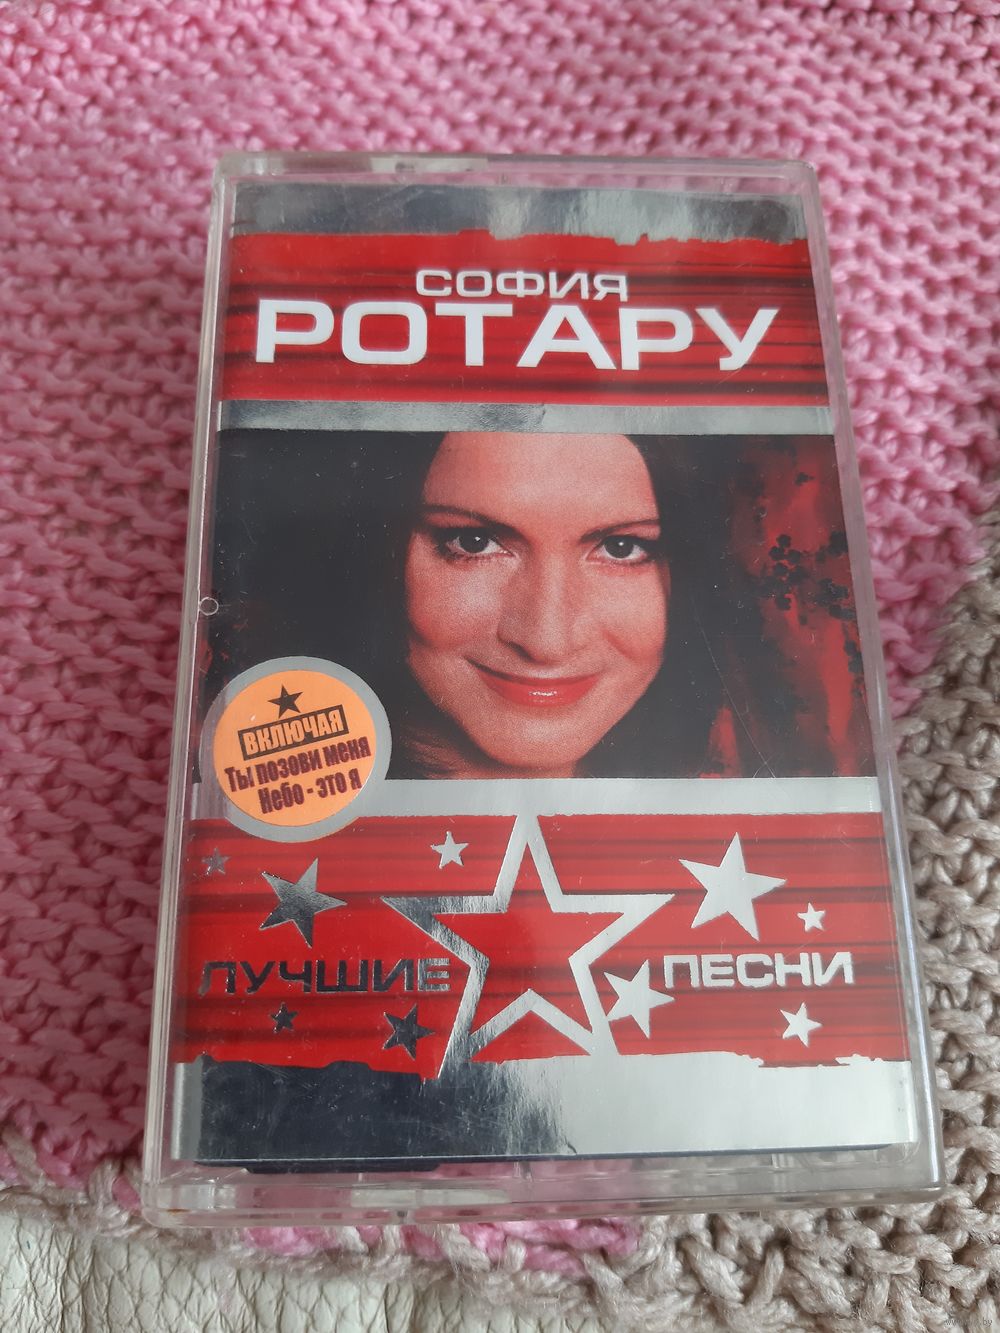 СОФИЯ
РОТАРУ
ВКЛЮЧАЯ
Ты позови меня
Небо - это я
ЛУЧШИЕ ПЕСНИ